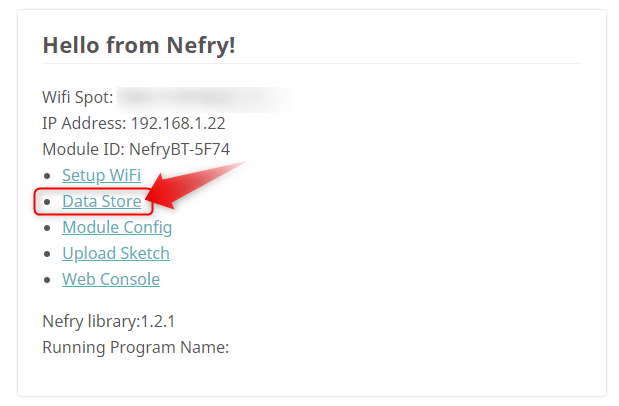 Hello from Nefry!
Wifi Spot:
IP Address: 192.168.1.22
Module ID: NefryBT-5F74
Setup WiFi
Data Store
Module Config
Upload Sketch
Web Console
Nefry library:1.2.1
Running Program Name: